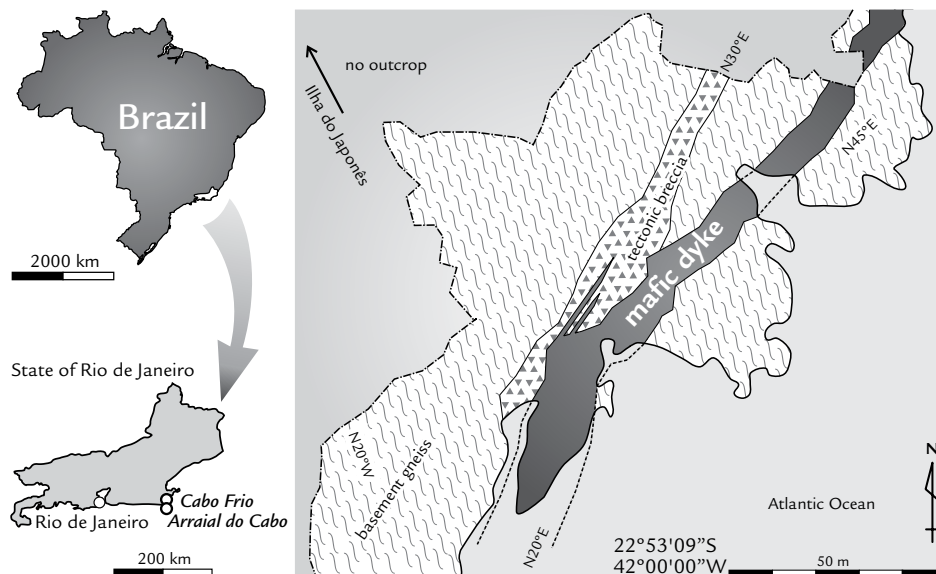 Brazil
2000 km
State of Rio de Janeiro
Cabo Frio
Rio de Janeiro
Arraial do Cabo
200 km
no outcrop
Ilha do Japonês
N30°E
N45°E
tectonic breccia
mafic dyke
N20°W
basement gneiss
N20°E
N
Atlantic Ocean
22°53'09"S
42°00'00"W
50 m